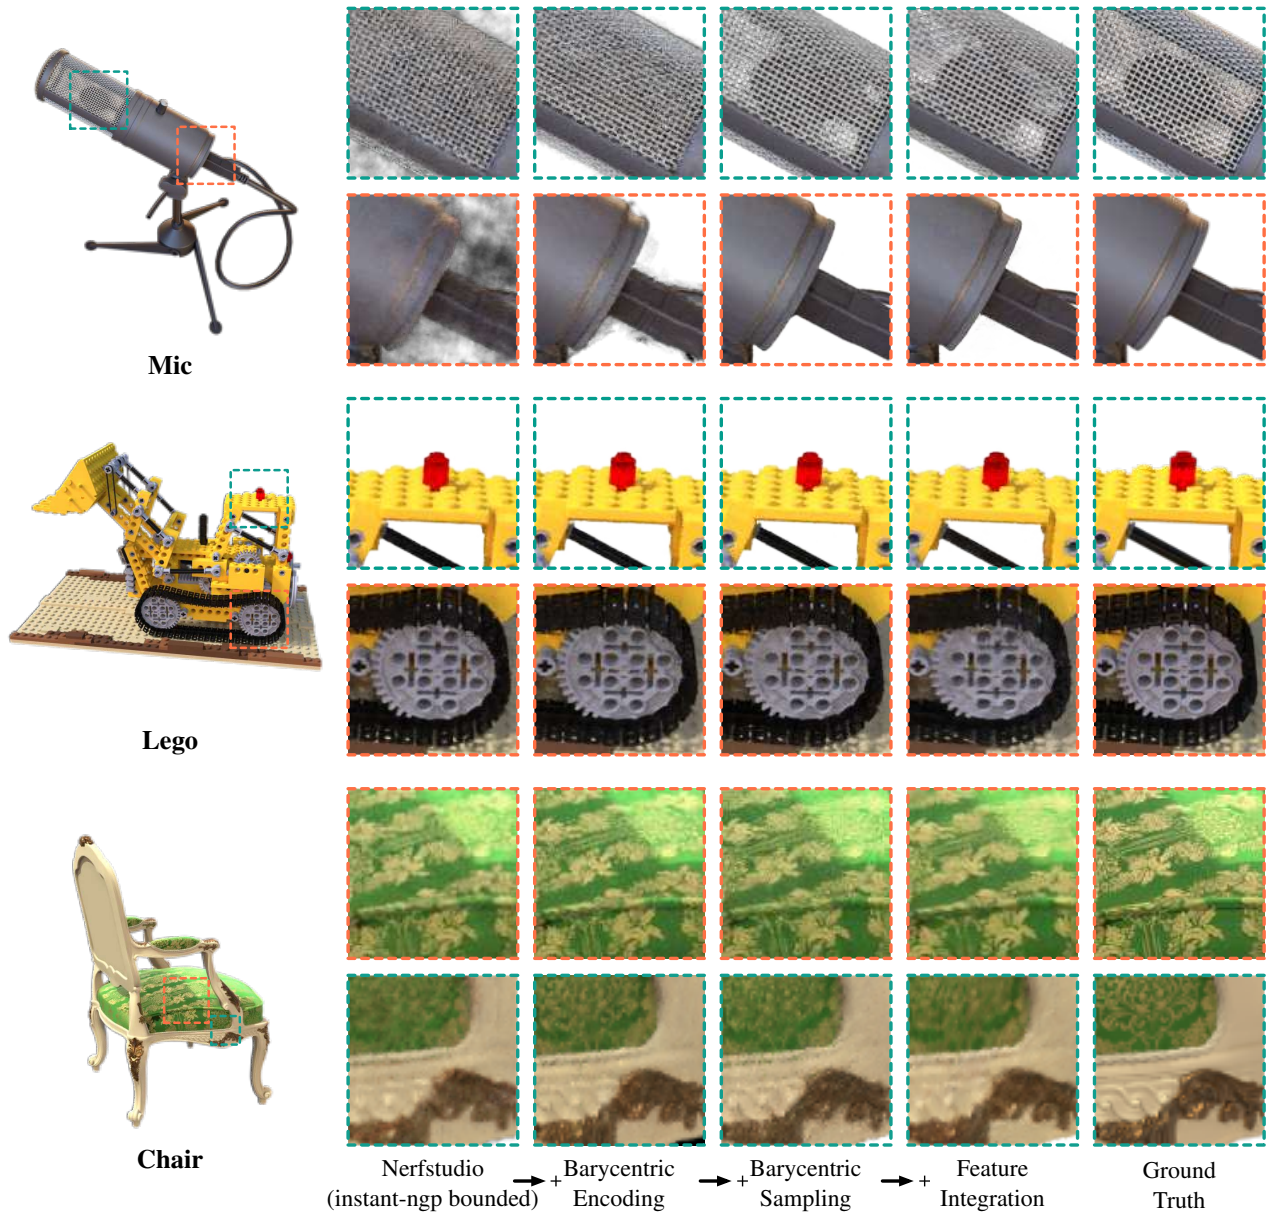 Mic
Lego
Chair
Nerfstudio
(instant-ngp bounded)
+ Barycentric
Encoding
+ Barycentric
Sampling
+ Feature
Integration
Ground
Truth